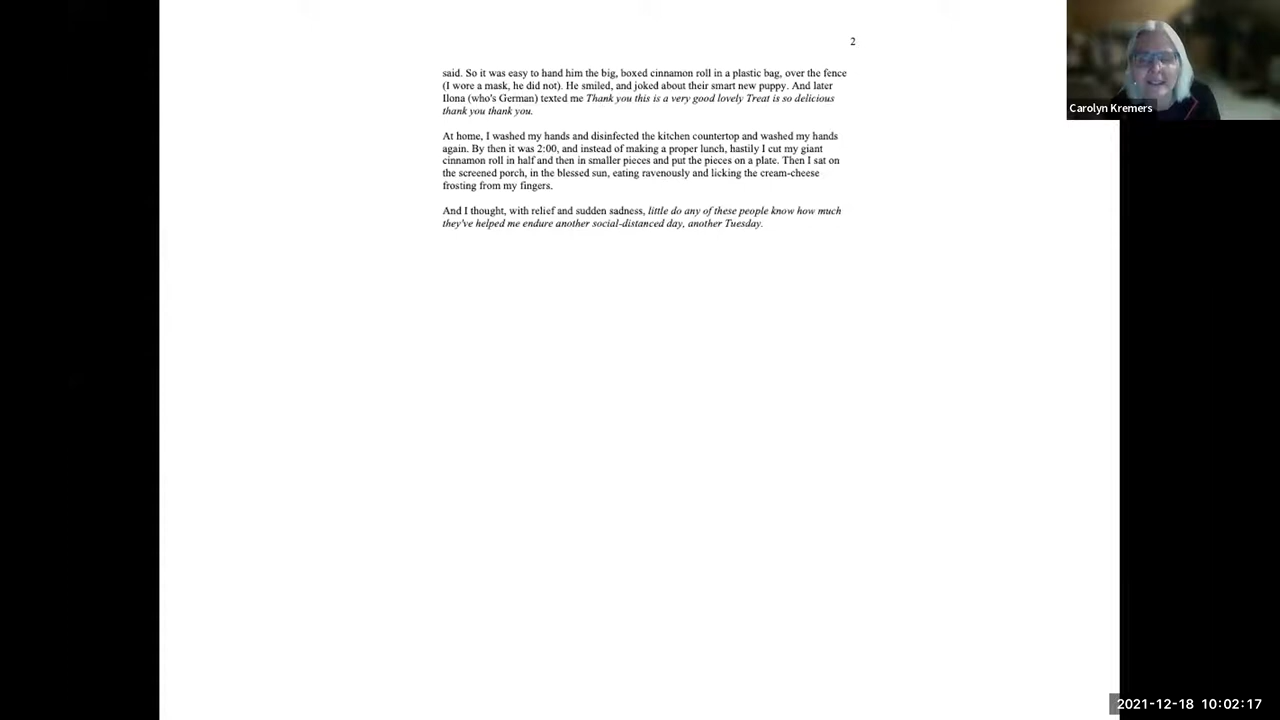 2
said. So it was easy to hand him the big, boxed cinnamon roll in a plastic bag, over the fence
(I wore a mask, he did not). He smiled, and joked about their smart new puppy. And later
Ilona (who's German) texted me Thank you this is a very good lovely Treat is so delicious
thank you thank you.
At home, I washed my hands and disinfected the kitchen countertop and washed my hands
again. By then it was 2:00, and instead of making a proper lunch, hastily I cut my giant
cinnamon roll in half and then in smaller pieces and put the pieces on a plate. Then I sat on
the screened porch, in the blessed sun, eating ravenously and licking the cream-cheese
frosting from my fingers.
And I thought, with relief and sudden sadness, little do any of these people know how much
they've helped me endure another social-distanced day, another Tuesday.
Carolyn Kremers
2021-12-18 10:02:17